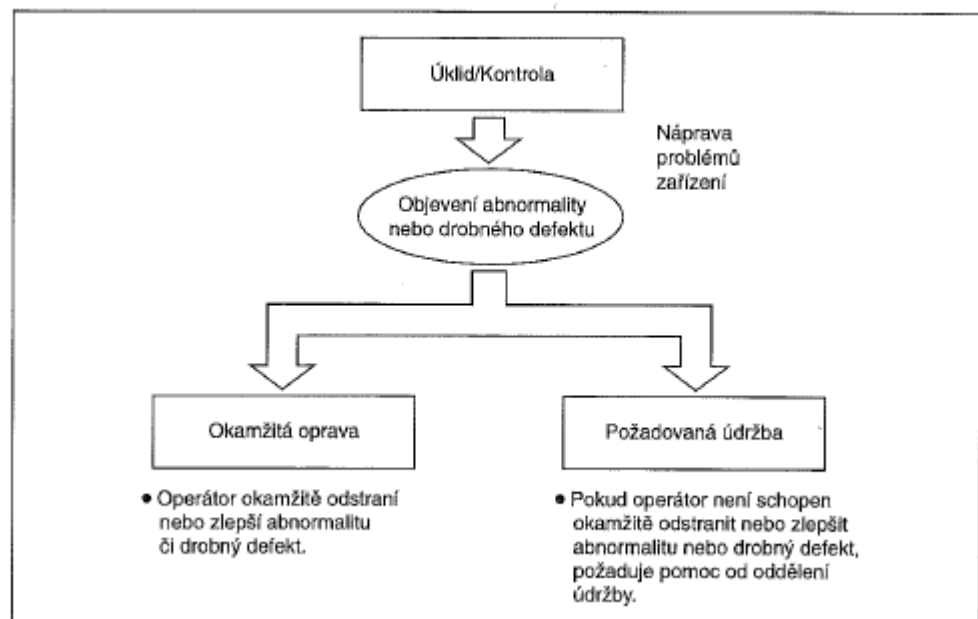 Úklid/Kontrola
Náprava
problémů
zařízení
Objevení abnormality
nebo drobného defektu
Okamžitá oprava
Požadovaná údržba
• Operátor okamžitě odstraní
nebo zlepší abnormalitu
či drobný defekt.
• Pokud operátor není schopen
okamžitě odstranit nebo zlepšit
abnormalitu nebo drobný defekt,
požaduje pomoc od oddělení
údržby.